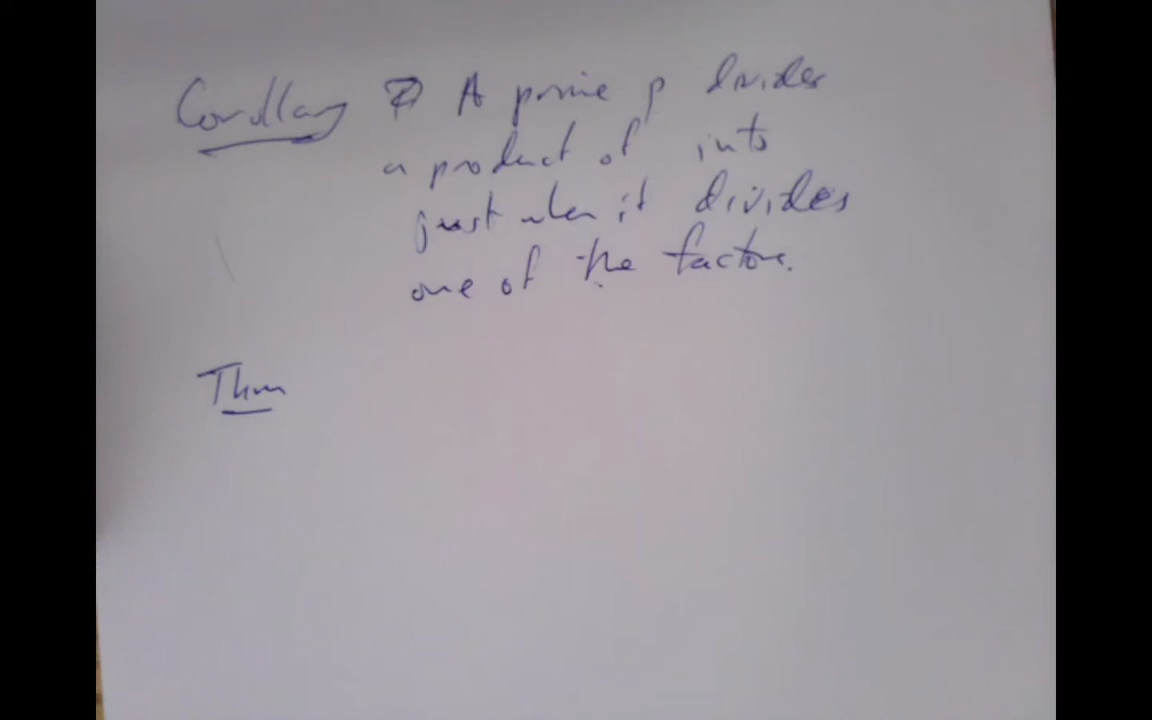 Corollary A prime p divides
a product of ints
just when it divides
one of the factors.
Thm